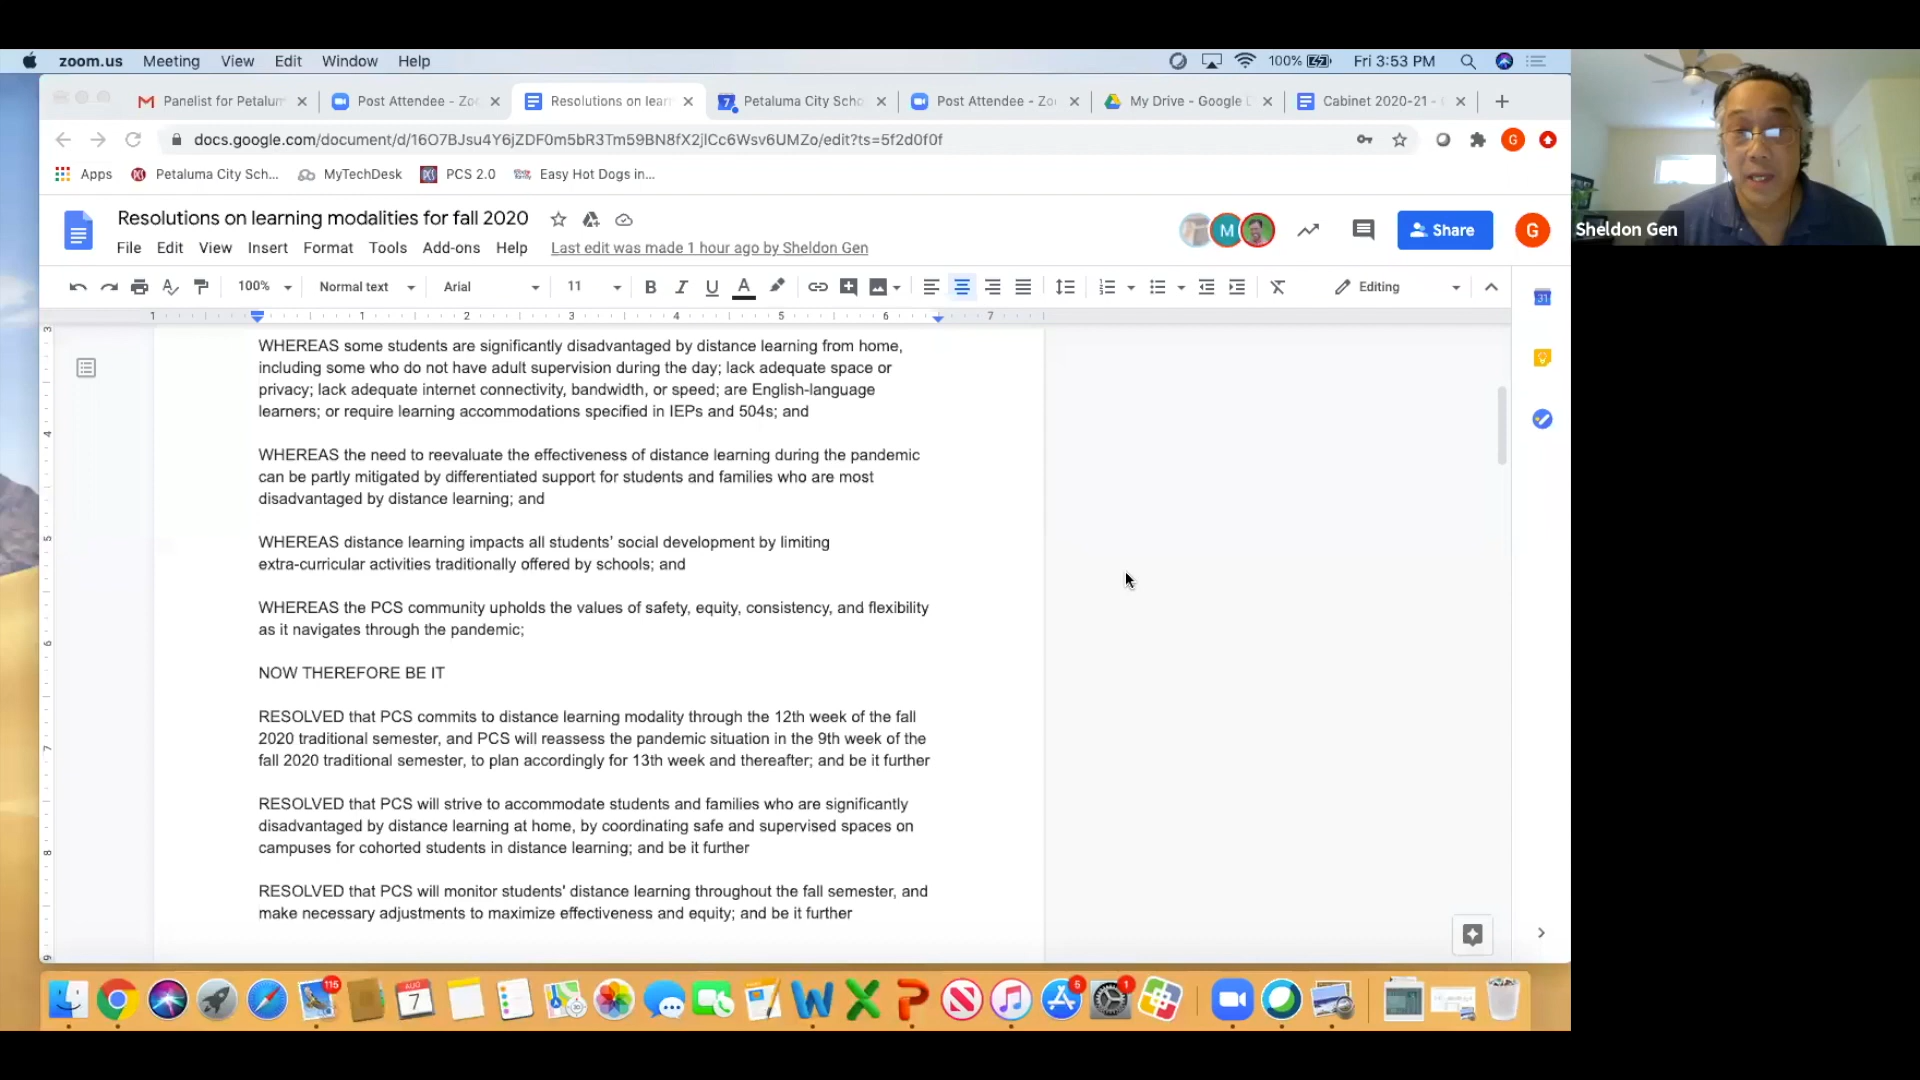 zoom.us Meeting View Edit Window Help 100% Fri 3:53 PM
Panelist for Petalum Post Attendee - Zo Resolutions on lear Petaluma City Scho Post Attendee - Zo My Drive - Google Cabinet 2020-21 -
docs.google.com/document/d/16O7BJsu4Y6jZDF0m5bR3Tm59BN8fX2jlCc6Wsv6UMZo/edit?ts=5f2d0f0f G
Apps Petaluma City Sch... MyTechDesk PCS 2.0 Easy Hot Dogs in...
Resolutions on learning modalities for fall 2020
M Share G
File Edit View Insert Format Tools Add-ons Help Last edit was made 1 hour ago by Sheldon Gen
Sheldon Gen
100% Normal text Arial 11 B I U A Editing
1 1 2 3 4 5 6 7
WHEREAS some students are significantly disadvantaged by distance learning from home,
including some who do not have adult supervision during the day; lack adequate space or
privacy; lack adequate internet connectivity, bandwidth, or speed; are English-language
learners; or require learning accommodations specified in IEPs and 504s; and
WHEREAS the need to reevaluate the effectiveness of distance learning during the pandemic
can be partly mitigated by differentiated support for students and families who are most
disadvantaged by distance learning; and
WHEREAS distance learning impacts all students' social development by limiting
extra-curricular activities traditionally offered by schools; and
WHEREAS the PCS community upholds the values of safety, equity, consistency, and flexibility
as it navigates through the pandemic;
NOW THEREFORE BE IT
RESOLVED that PCS commits to distance learning modality through the 12th week of the fall
2020 traditional semester, and PCS will reassess the pandemic situation in the 9th week of the
fall 2020 traditional semester, to plan accordingly for 13th week and thereafter; and be it further
RESOLVED that PCS will strive to accommodate students and families who are significantly
disadvantaged by distance learning at home, by coordinating safe and supervised spaces on
campuses for cohorted students in distance learning; and be it further
RESOLVED that PCS will monitor students' distance learning throughout the fall semester, and
make necessary adjustments to maximize effectiveness and equity; and be it further
115 AUG 7 5 1